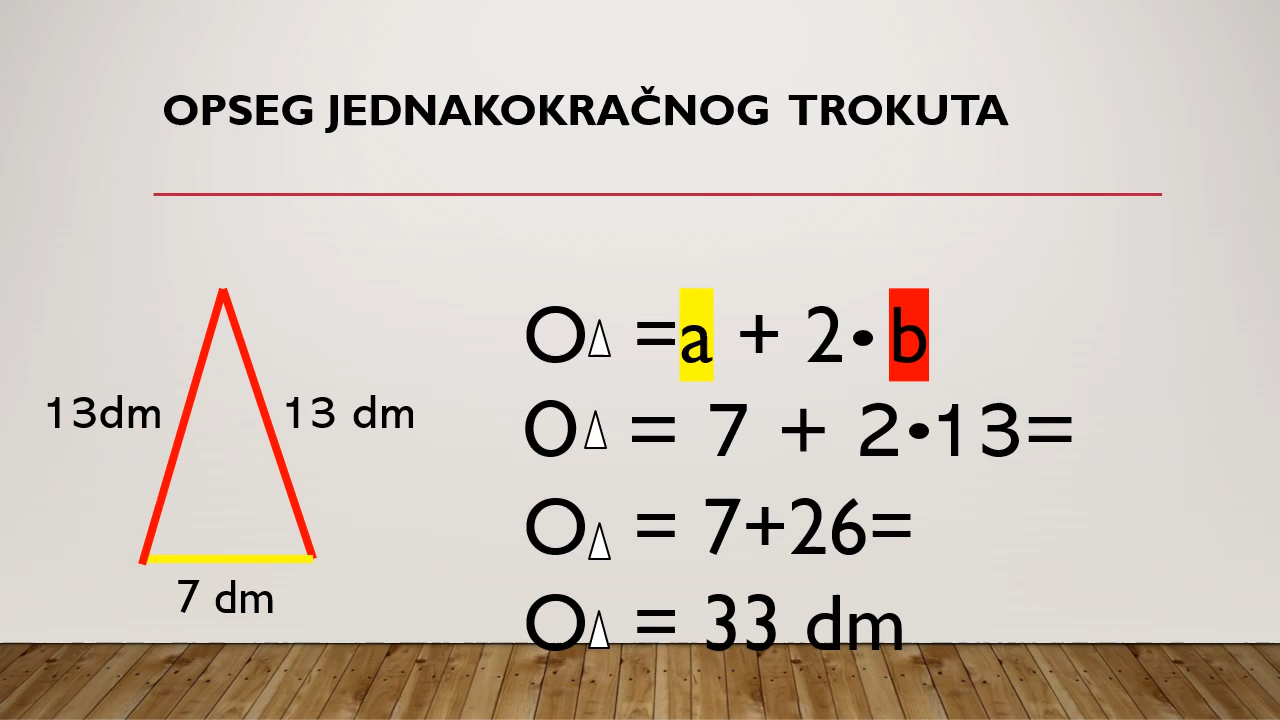 OPSEG JEDNAKOKRAČNOG TROKUTA
13dm
13 dm
7 dm
O△ =a + 2• b
O△ = 7 + 2•13=
O△ = 7+26=
O△ = 33 dm